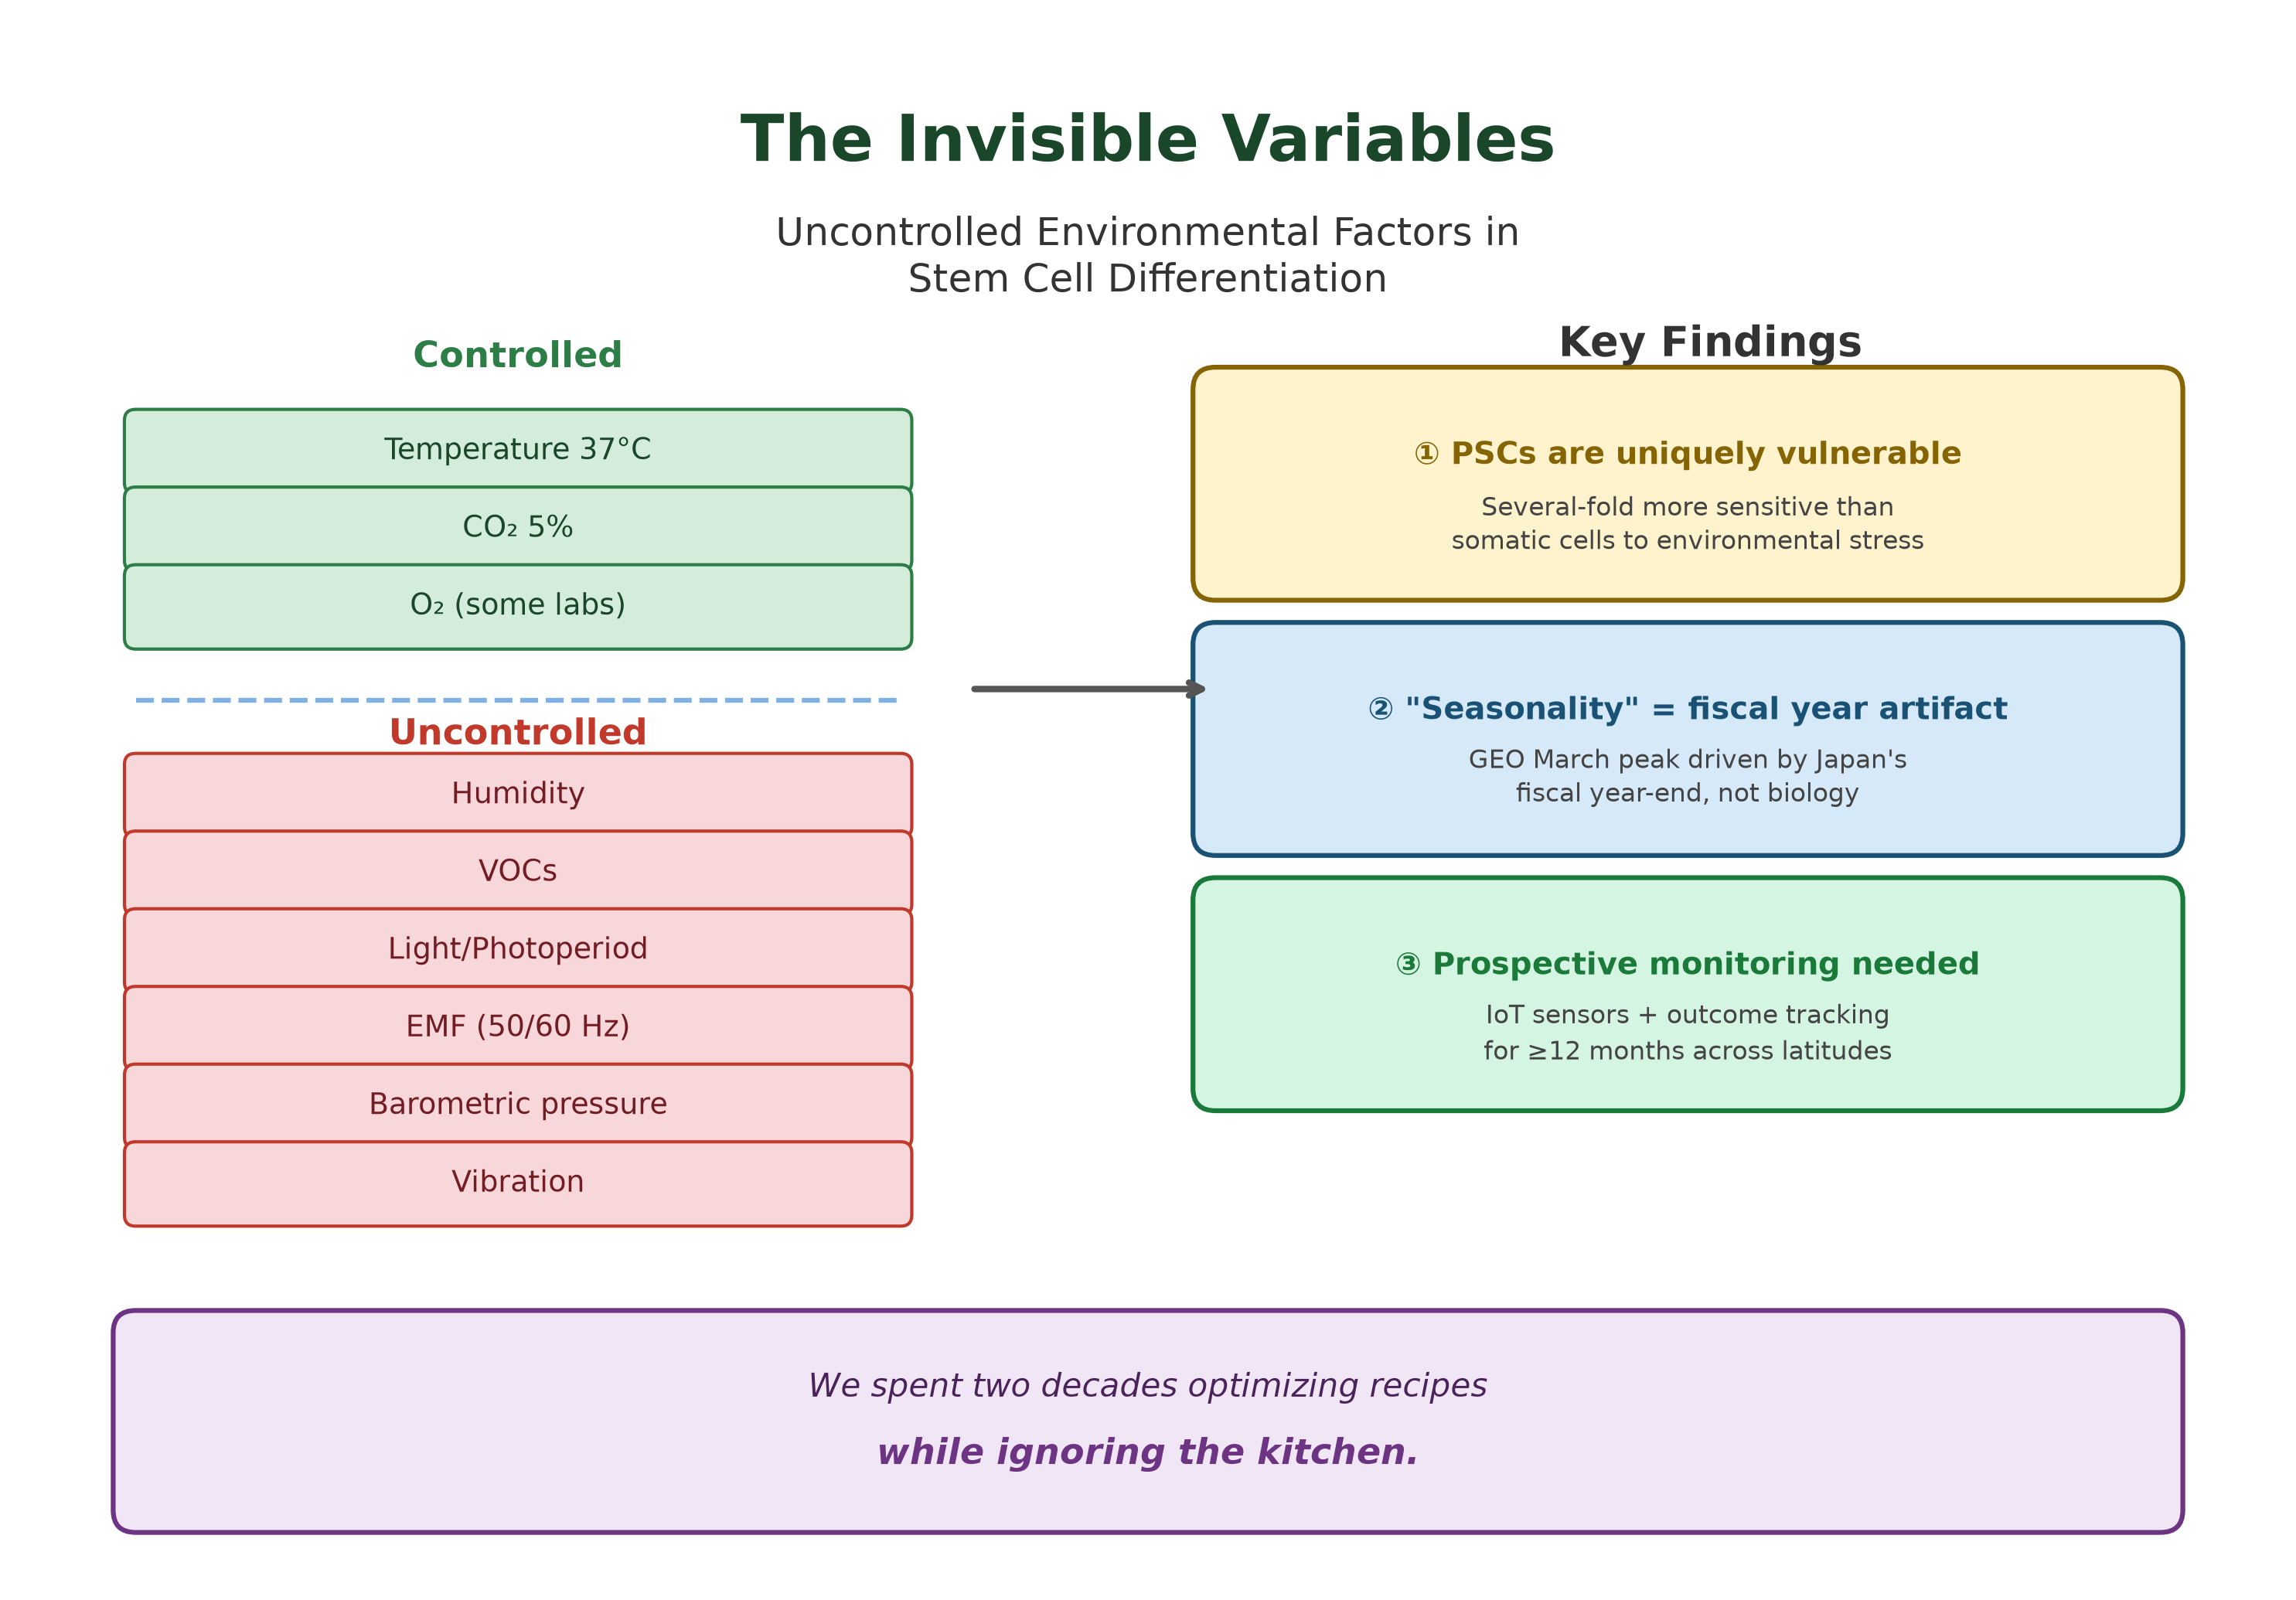 The Invisible Variables
Uncontrolled Environmental Factors in
Stem Cell Differentiation
Controlled
Temperature 37°C
CO₂ 5%
O₂ (some labs)
Uncontrolled
Humidity
VOCs
Light/Photoperiod
EMF (50/60 Hz)
Barometric pressure
Vibration
Key Findings
① PSCs are uniquely vulnerable
Several-fold more sensitive than
somatic cells to environmental stress
② "Seasonality" = fiscal year artifact
GEO March peak driven by Japan's
fiscal year-end, not biology
③ Prospective monitoring needed
IoT sensors + outcome tracking
for ≥12 months across latitudes
We spent two decades optimizing recipes
while ignoring the kitchen.